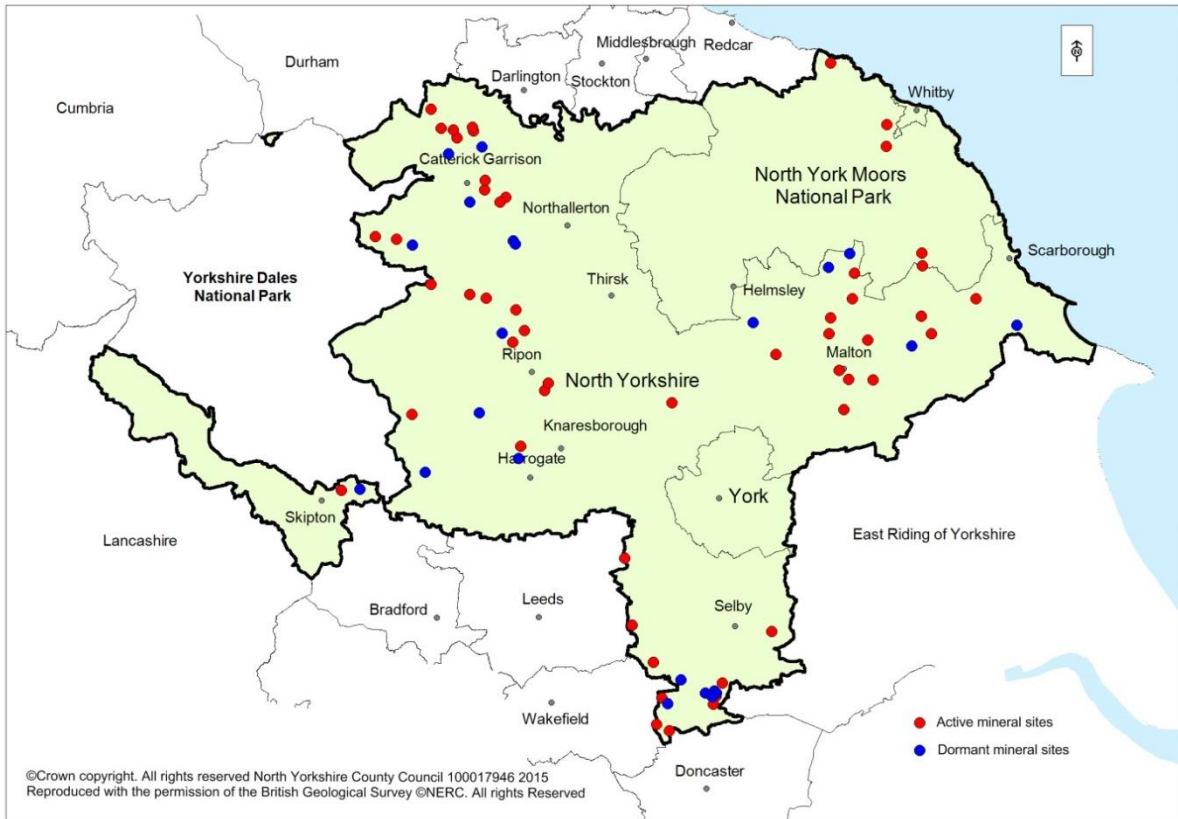 Middlesbrough
Redcar
Durham
Darlington
Stockton
Cumbria
Whitby
Catterick Garrison
North York Moors
National Park
Northallerton
Scarborough
Yorkshire Dales
National Park
Thirsk
Helmsley
Ripon
Malton
North Yorkshire
Knaresborough
Harrogate
York
Skipton
Lancashire
East Riding of Yorkshire
Bradford
Leeds
Selby
Wakefield
Active mineral sites
Dormant mineral sites
Doncaster
©Crown copyright. All rights reserved North Yorkshire County Council 100017946 2015
Reproduced with the permission of the British Geological Survey ©NERC. All rights Reserved